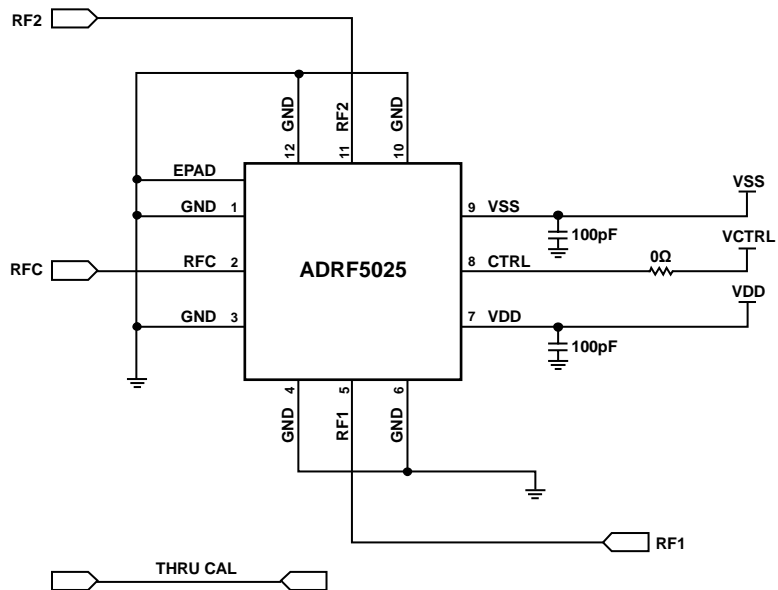 RF2
GND
RF2
GND
12
11
10
EPAD
GND 1
9 VSS
VSS
100pF
VCTRL
RFC
RFC 2
ADRF5025
8 CTRL
0Ω
VDD
GND 3
7 VDD
100pF
4
5
6
GND
RF1
GND
RF1
THRU CAL